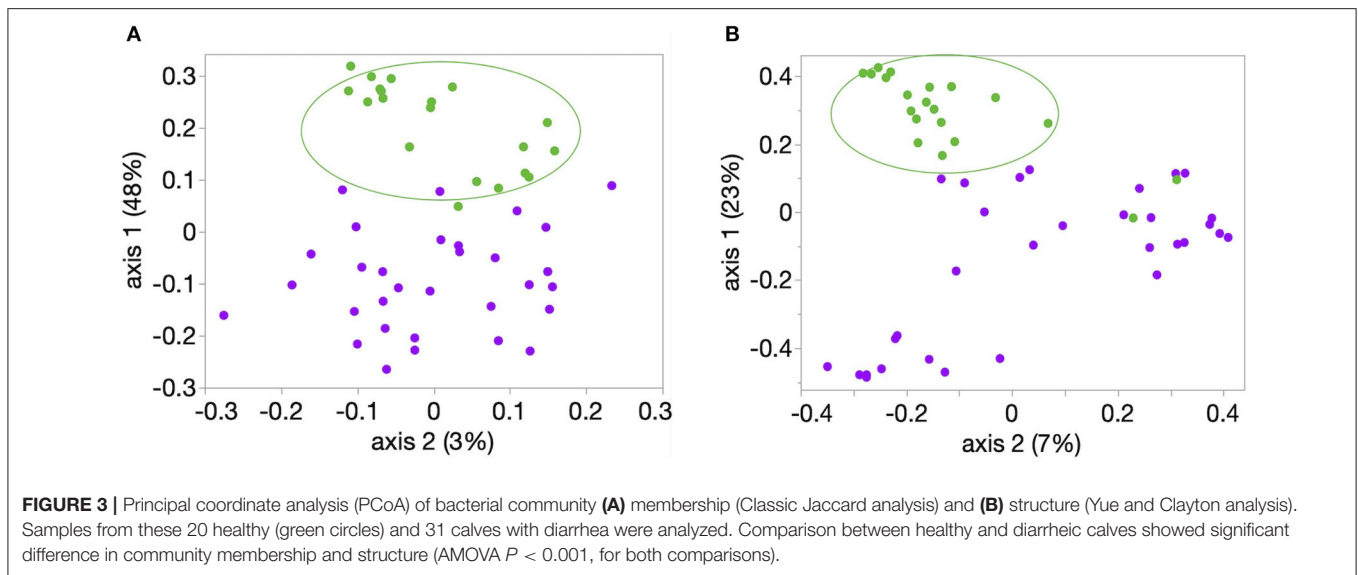 A
0.3
0.2
0.1
0
-0.1
-0.2
-0.3
axis 1 (48%)
-0.3 -0.2 -0.1 0 0.1 0.2 0.3
axis 2 (3%)
B
0.4
0.2
0
-0.2
-0.4
axis 1 (23%)
-0.4 -0.2 0 0.2 0.4
axis 2 (7%)
FIGURE 3 | Principal coordinate analysis (PCoA) of bacterial community (A) membership (Classic Jaccard analysis) and (B) structure (Yue and Clayton analysis).
Samples from these 20 healthy (green circles) and 31 calves with diarrhea were analyzed. Comparison between healthy and diarrheic calves showed significant
difference in community membership and structure (AMOVA P < 0.001, for both comparisons).